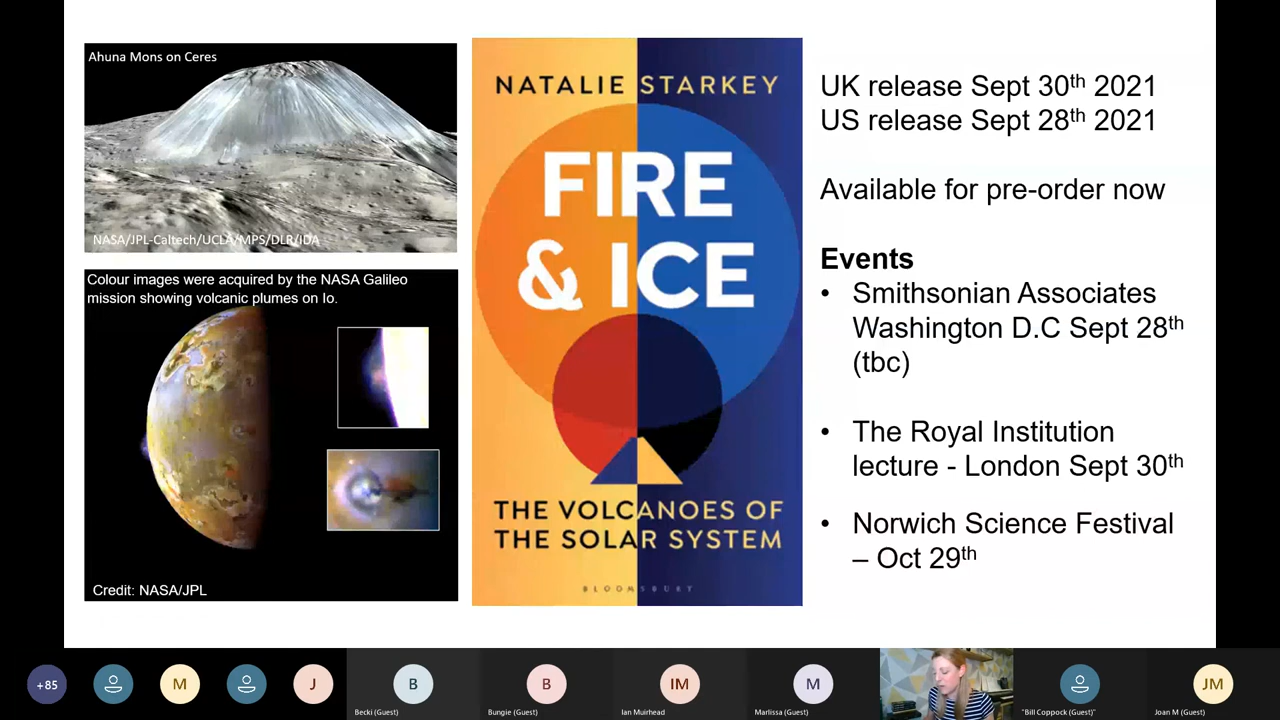 Ahuna Mons on Ceres
NASA/JPL-Caltech/UCLA/MPS/DLR/IDA
Colour images were acquired by the NASA Galileo
mission showing volcanic plumes on Io.
Credit: NASA/JPL
NATALIE STARKEY
FIRE
& ICE
THE VOLCANOES OF
THE SOLAR SYSTEM
BLOOMSBURY
UK release Sept 30th 2021
US release Sept 28th 2021
Available for pre-order now
Events
• Smithsonian Associates
Washington D.C Sept 28th
(tbc)
• The Royal Institution
lecture - London Sept 30th
• Norwich Science Festival
– Oct 29th
+85
M
J
B
Becki (Guest)
B
Bungie (Guest)
IM
Ian Muirhead
M
Marlissa (Guest)
"Bill Coppock (Guest)"
JM
Joan M (Guest)